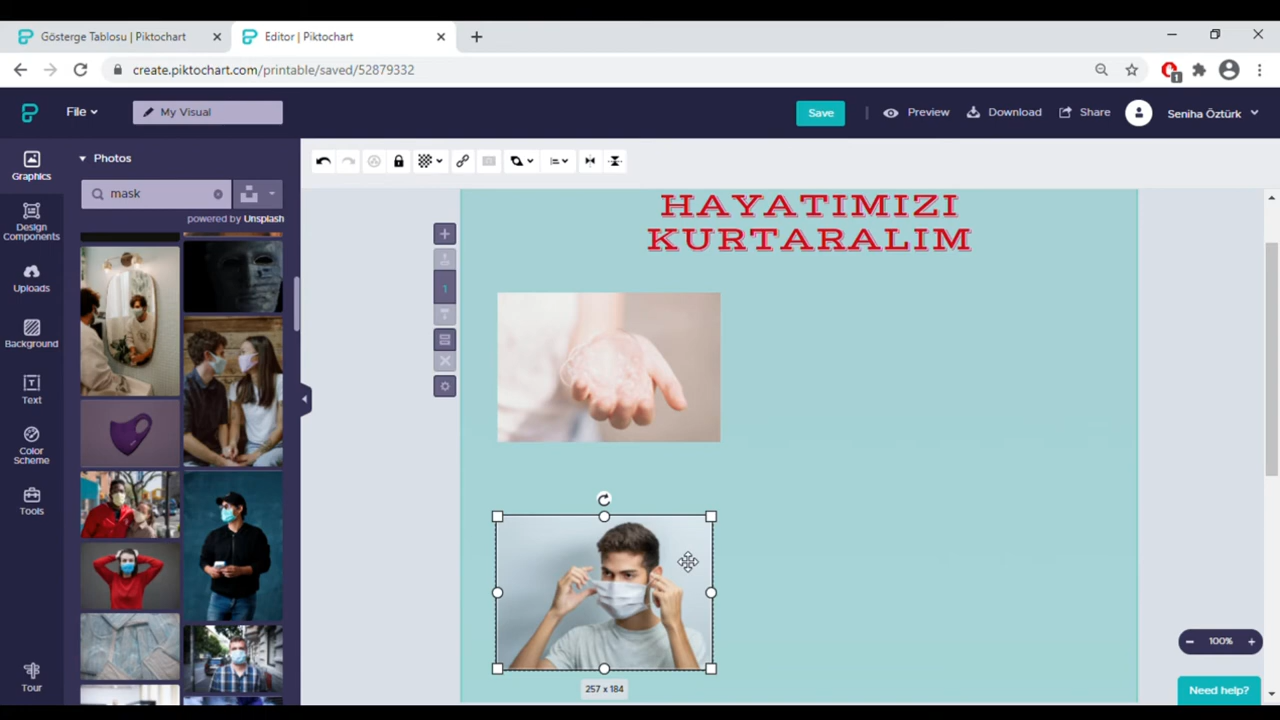 Gösterge Tablosu | Piktochart
Editor | Piktochart
create.piktochart.com/printable/saved/52879332
1
File
My Visual
Save
Preview
Download
Share
Seniha Öztürk
Graphics
Design
Components
Uploads
Background
Text
Color
Scheme
Tools
Tour
Photos
mask
powered by Unsplash
1
HAYATIMIZI
KURTARALIM
257 x 184
100%
Need help?